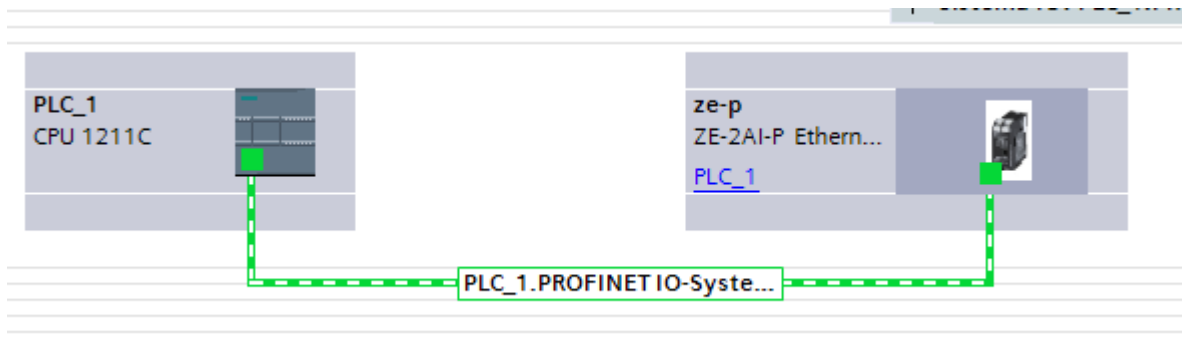 PLC_1
CPU 1211C
ze-p
ZE-2AI-P Ethern...
PLC_1
PLC_1.PROFINET IO-Syste...